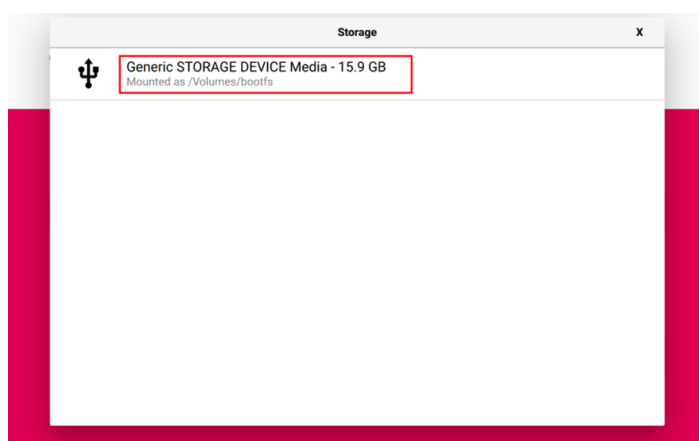 Storage
X
Generic STORAGE DEVICE Media - 15.9 GB
Mounted as /Volumes/bootfs